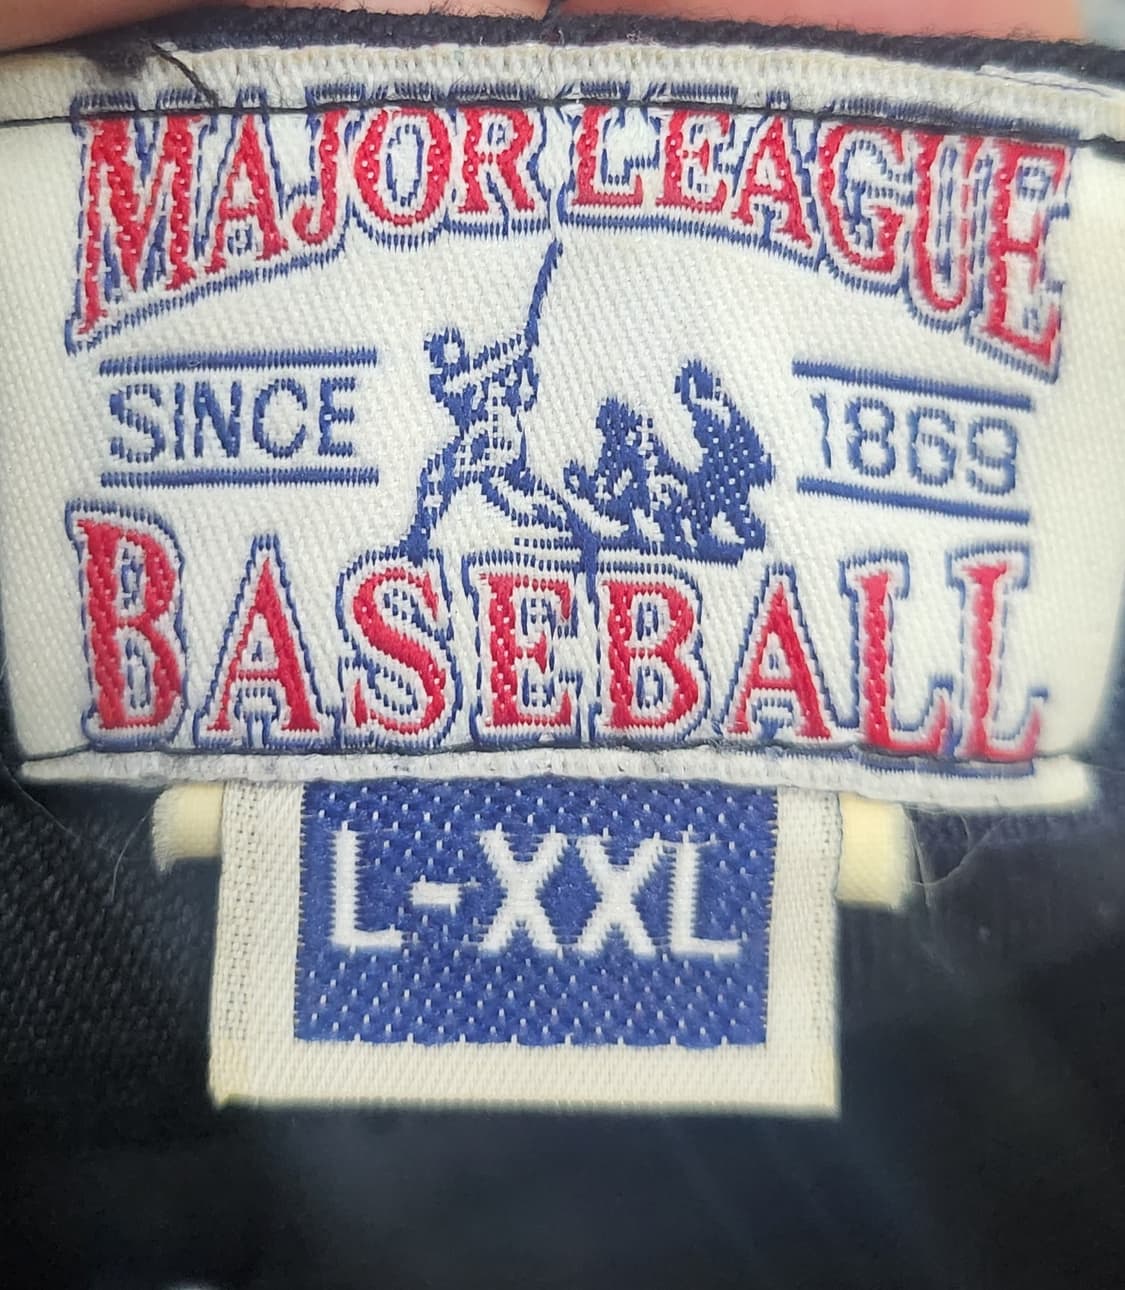 MAJOR LEAGUE
SINCE 1869
BASEBALL
L-XXL